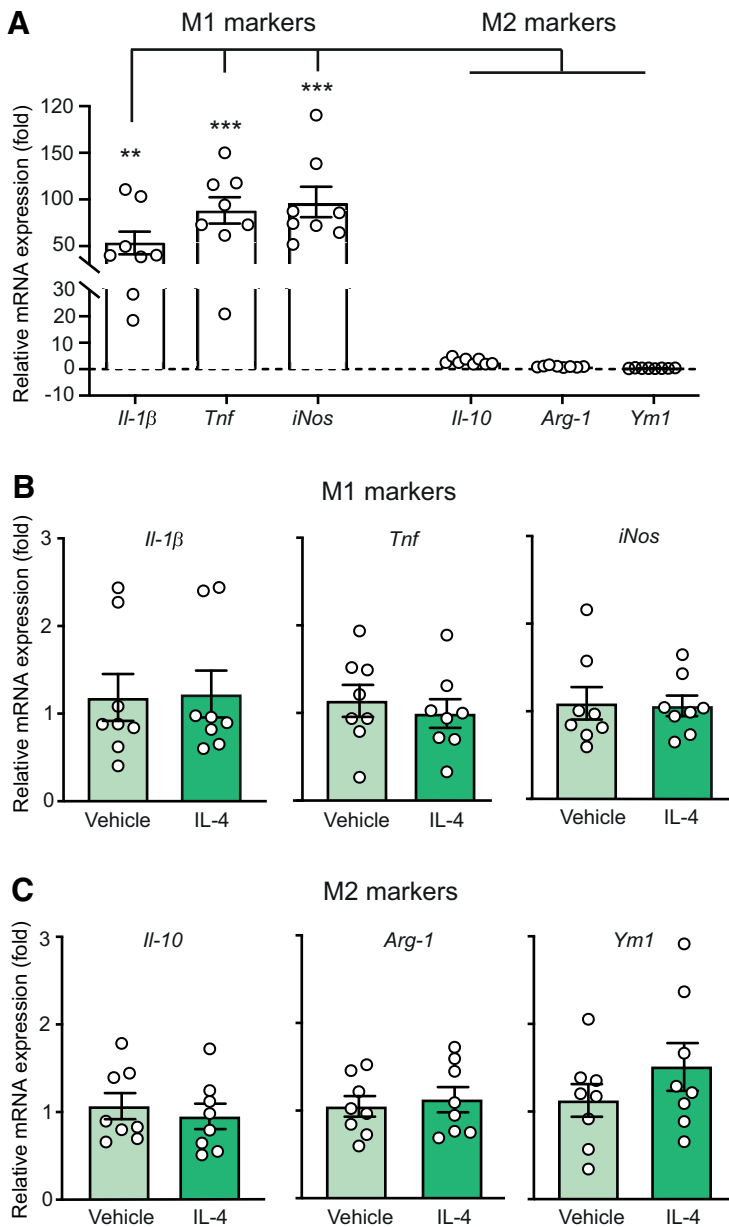 A
M1 markers
M2 markers
Relative mRNA expression (fold)
120
150
100
50
30
20
10
0
-10
**
***
***
Il-1β
Tnf
iNos
Il-10
Arg-1
Ym1
B
M1 markers
Relative mRNA expression (fold)
3
2
1
0
Il-1β
Tnf
iNos
Vehicle
IL-4
Vehicle
IL-4
Vehicle
IL-4
C
M2 markers
Relative mRNA expression (fold)
3
2
1
0
Il-10
Arg-1
Ym1
Vehicle
IL-4
Vehicle
IL-4
Vehicle
IL-4